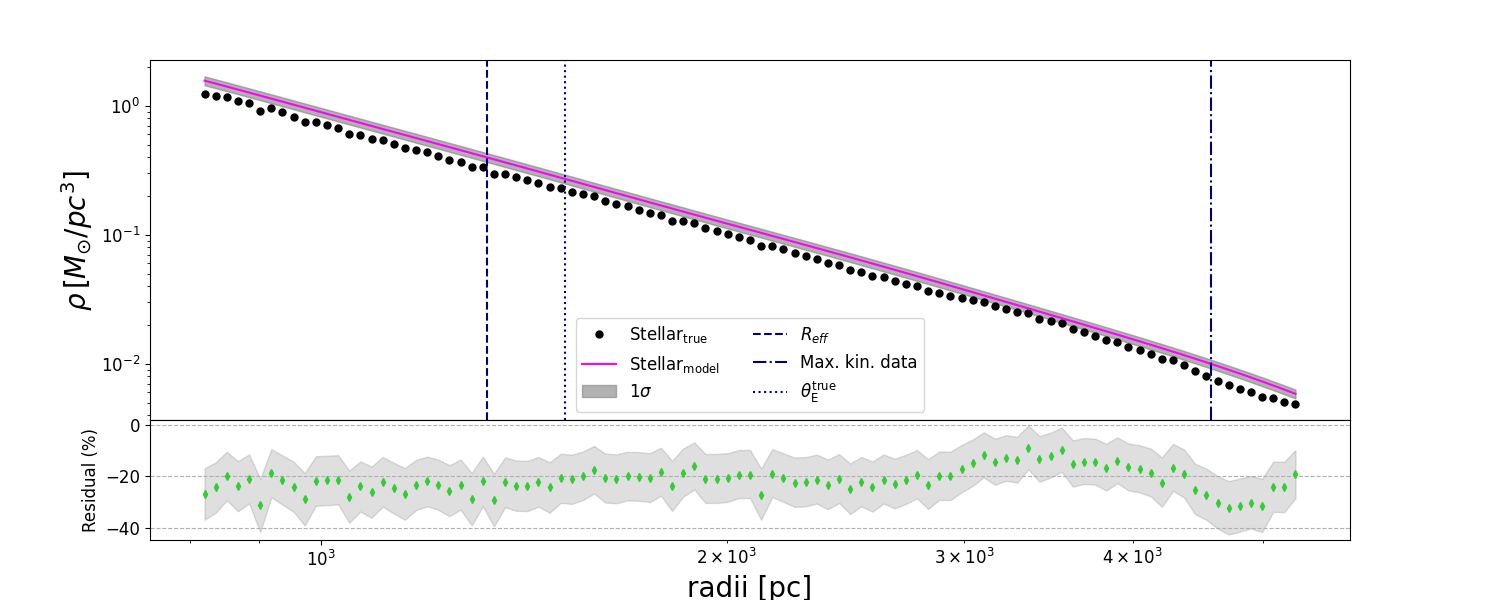 10⁰
10⁻¹
10⁻²
ρ [M⊙/pc³]
Stellar_true
Stellar_model
1σ
R_eff
Max. kin. data
θ_E^true
0
−20
−40
Residual (%)
10³
2 × 10³
3 × 10³
4 × 10³
radii [pc]